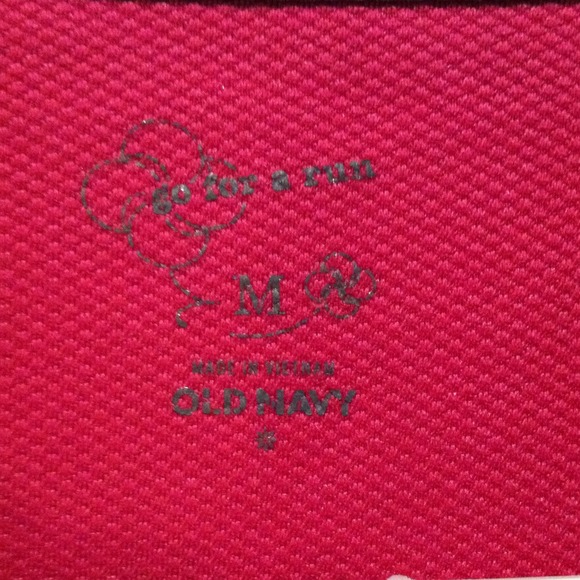 go for a run
M
MADE IN VIETNAM
OLD NAVY